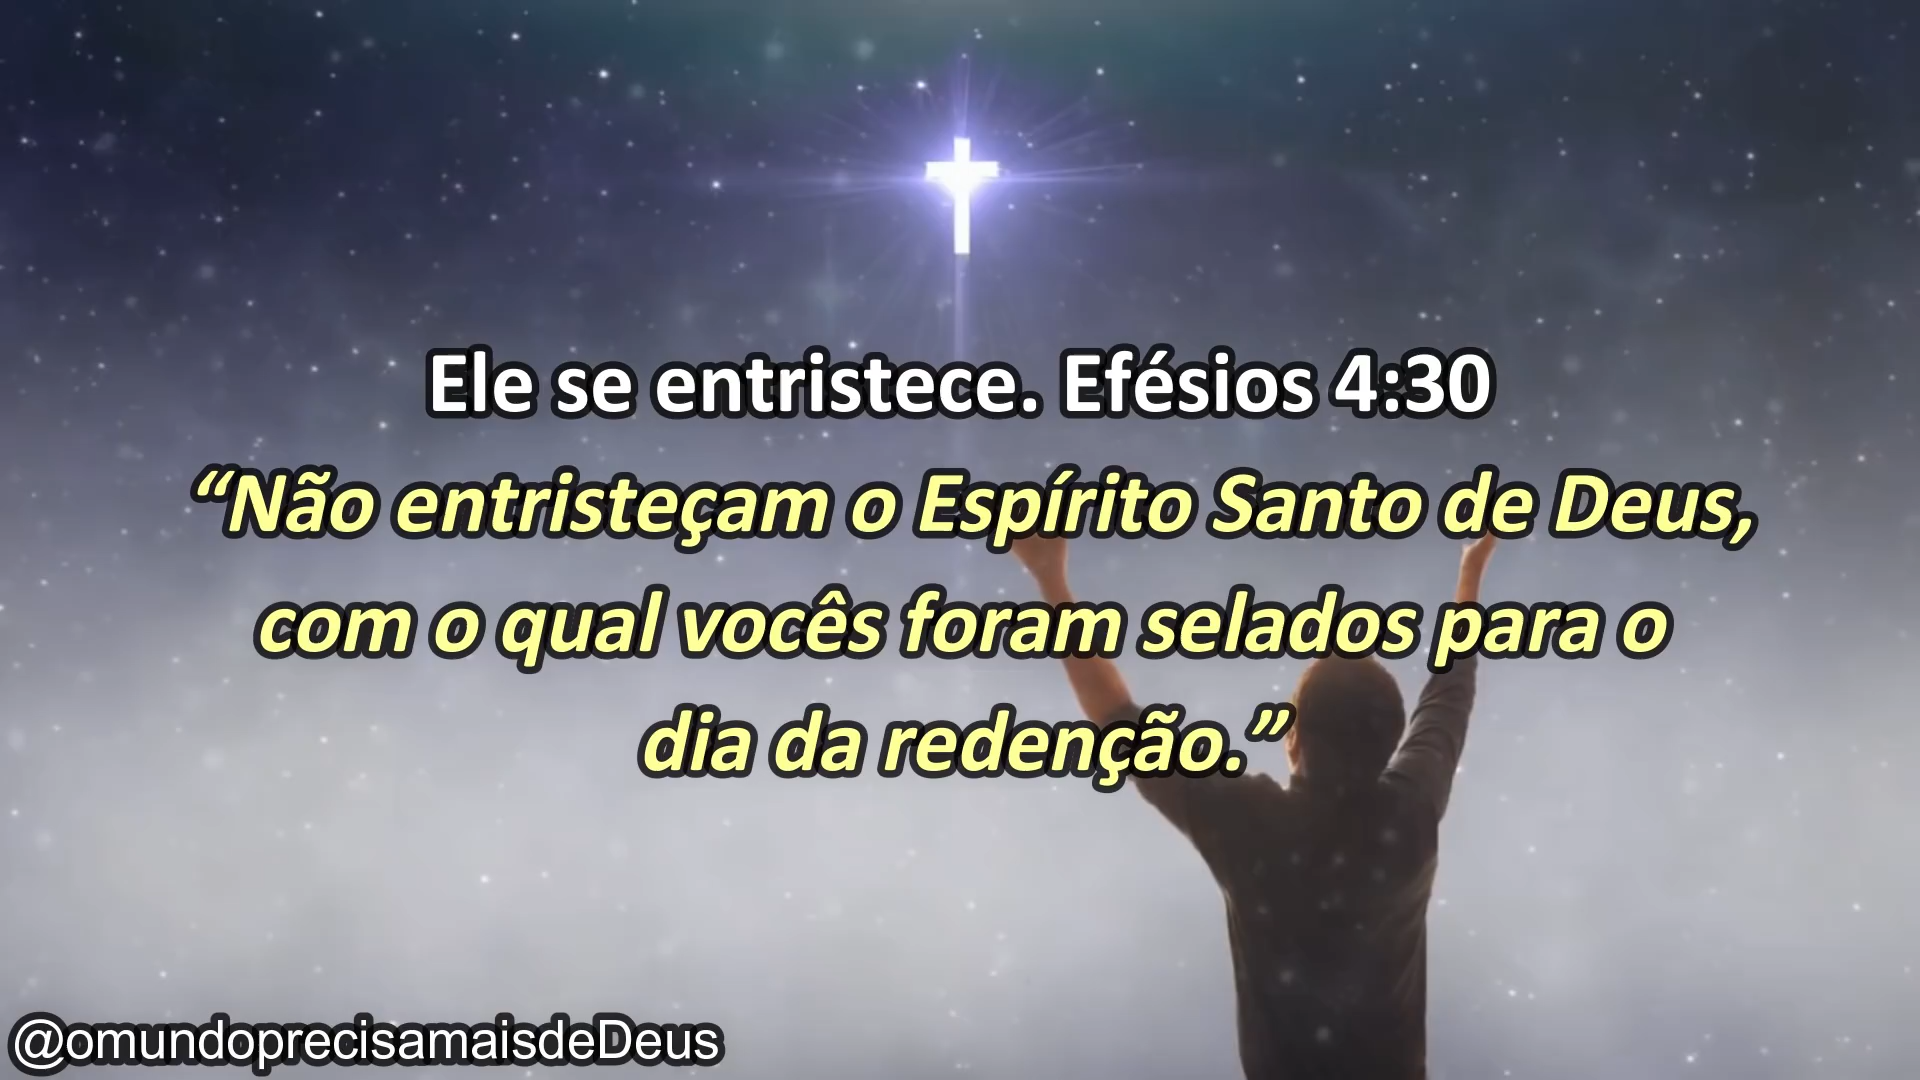 Ele se entristece. Efésios 4:30
“Não entristeçam o Espírito Santo de Deus,
com o qual vocês foram selados para o
dia da redenção.”
@omundoprecisamaisdeDeus